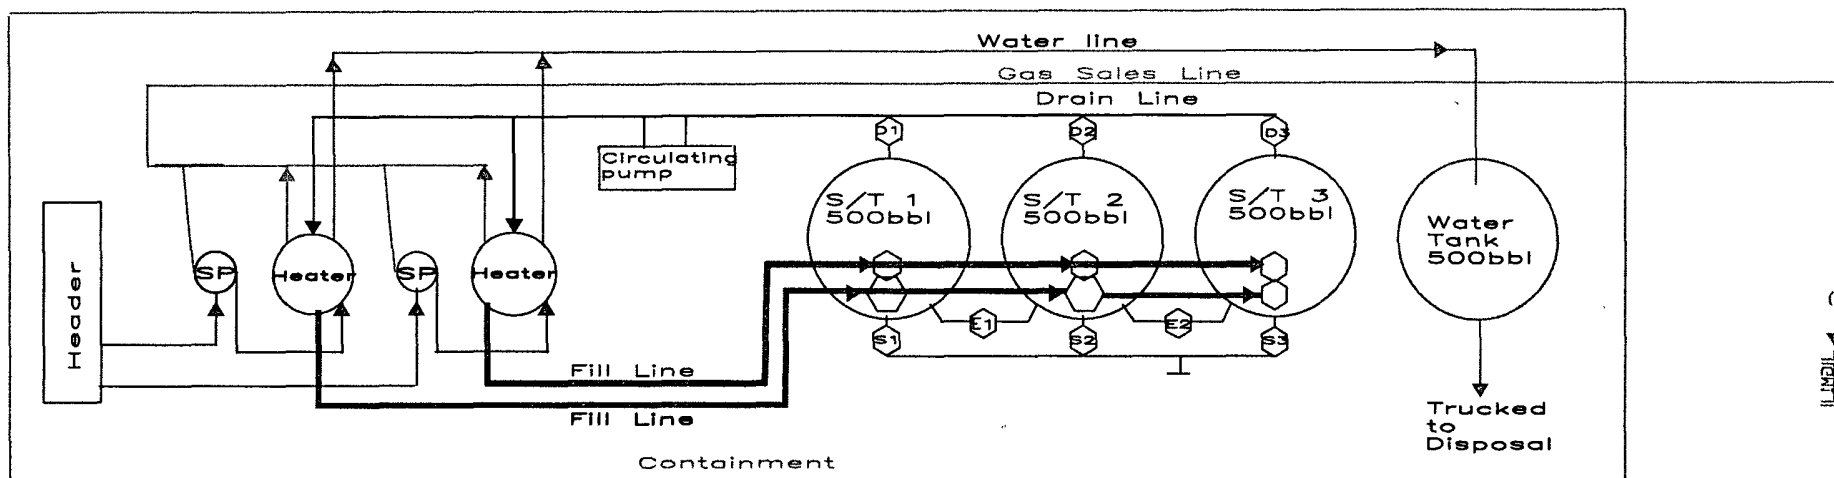 Water line
Gas Sales Line
Drain Line
D1
D2
D3
Circulating
pump
S/T 1
500bbl
S/T 2
500bbl
S/T 3
500bbl
Water
Tank
500bbl
Header
SP
Heater
SP
Heater
E1
E2
S1
S2
S3
Fill Line
Fill Line
Trucked
to
Disposal
Containment